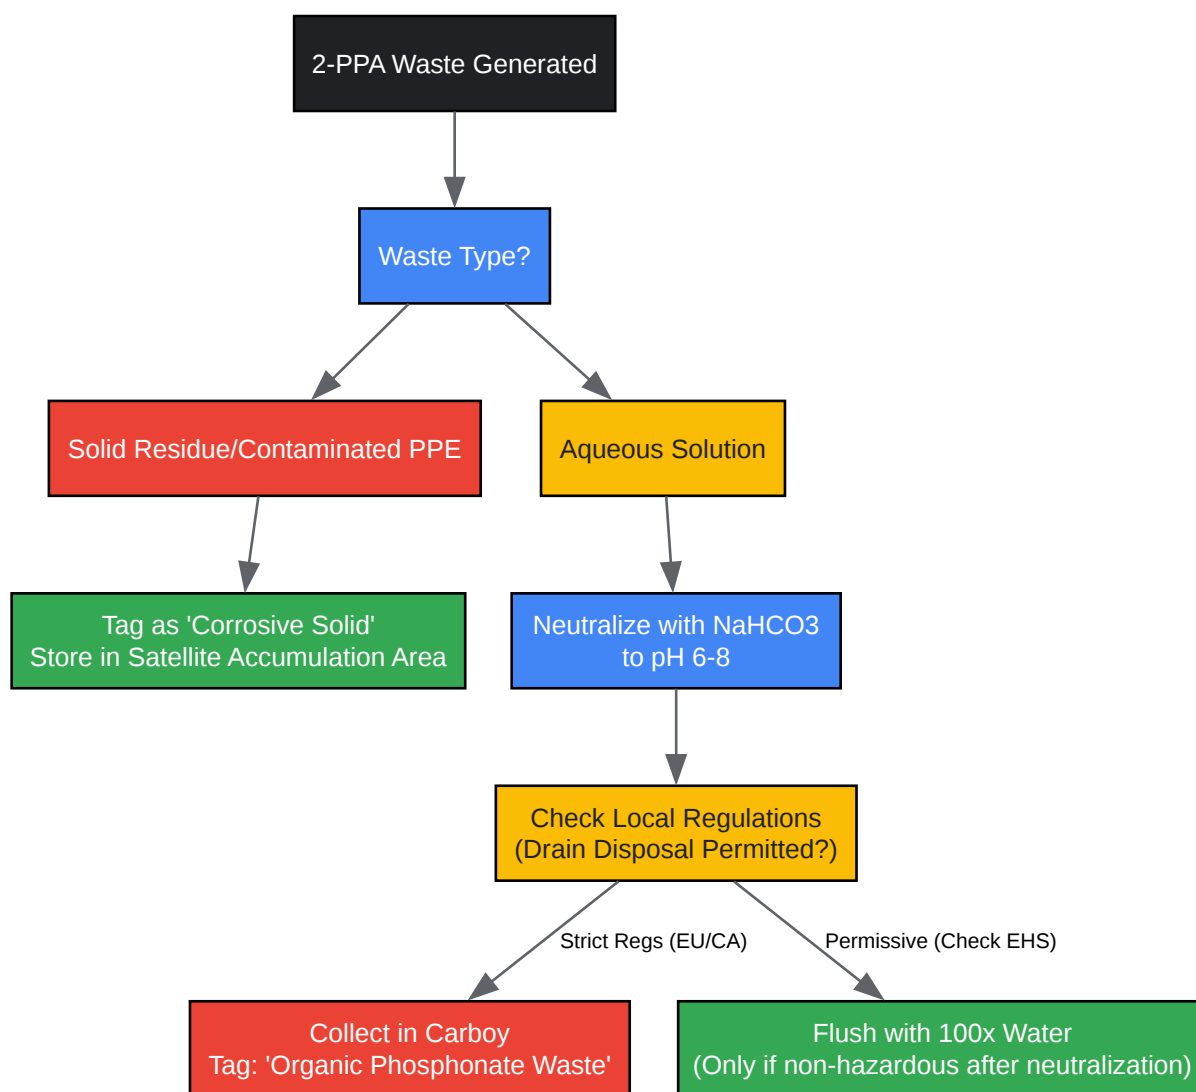 2-PPA Waste Generated
Waste Type?
Solid Residue/Contaminated PPE
Aqueous Solution
Tag as 'Corrosive Solid'
Store in Satellite Accumulation Area
Neutralize with NaHCO3
to pH 6-8
Check Local Regulations
(Drain Disposal Permitted?)
Strict Regs (EU/CA)
Permissive (Check EHS)
Collect in Carboy
Tag: 'Organic Phosphonate Waste'
Flush with 100x Water
(Only if non-hazardous after neutralization)